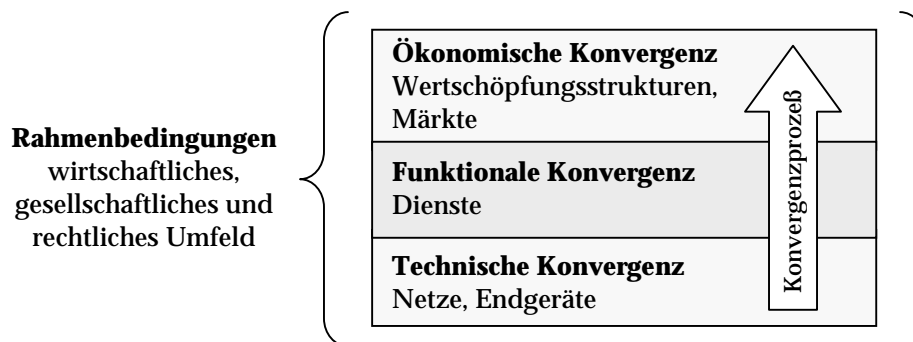 Rahmenbedingungen
wirtschaftliches,
gesellschaftliches und
rechtliches Umfeld
Ökonomische Konvergenz
Wertschöpfungsstrukturen,
Märkte
Funktionale Konvergenz
Dienste
Technische Konvergenz
Netze, Endgeräte
Konvergenzprozeß